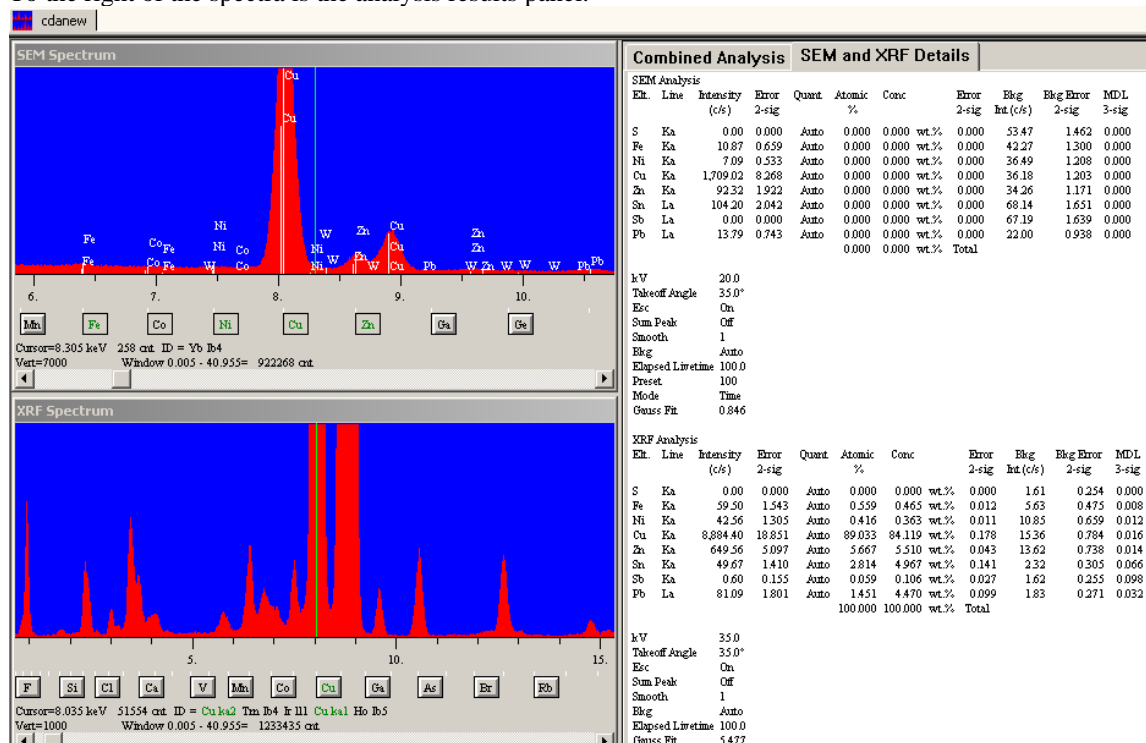 To the right of the spectra is the analysis results panel.
cdanew
SEM Spectrum
Cu
Cu
Ni W Zn Cu Zn
Fe Co Fe Ni Co Ni W Cu Zn
Fe Co Fe W Co Ni Zn W Cu Pb W Zn W W W Pb Pb
6. 7. 8. 9. 10.
Mn Fe Co Ni Cu Zn Ga Ge
Cursor=8.305 keV 258 cnt ID = Yb lb4
Vert=7000 Window 0.005 - 40.955= 922268 cnt
XRF Spectrum
5. 10. 15.
F Si Cl Ca V Mn Co Cu Ga As Br Rb
Cursor=8.035 keV 51554 cnt ID = Cu ka2 Tm lb4 Ir ll1 Cu ka1 Ho lb5
Vert=1000 Window 0.005 - 40.955= 1233435 cnt
Combined Analysis SEM and XRF Details
SEM Analysis
Elt. Line Intensity Error Quant. Atomic Conc Error Bkg Bkg Error MDL
(c/s) 2-sig % 2-sig Int.(c/s) 2-sig 3-sig
S Ka 0.00 0.000 Auto 0.000 0.000 wt.% 0.000 53.47 1.462 0.000
Fe Ka 10.87 0.659 Auto 0.000 0.000 wt.% 0.000 42.27 1.300 0.000
Ni Ka 7.09 0.533 Auto 0.000 0.000 wt.% 0.000 36.49 1.208 0.000
Cu Ka 1,709.02 8.268 Auto 0.000 0.000 wt.% 0.000 36.18 1.203 0.000
Zn Ka 92.32 1.922 Auto 0.000 0.000 wt.% 0.000 34.26 1.171 0.000
Sn La 104.20 2.042 Auto 0.000 0.000 wt.% 0.000 68.14 1.651 0.000
Sb La 0.00 0.000 Auto 0.000 0.000 wt.% 0.000 67.19 1.639 0.000
Pb La 13.79 0.743 Auto 0.000 0.000 wt.% 0.000 22.00 0.938 0.000
0.000 0.000 wt.% Total
kV 20.0
Takeoff Angle 35.0°
Esc On
Sum Peak Off
Smooth 1
Bkg Auto
Elapsed Livetime 100.0
Preset 100
Mode Time
Gauss Fit 0.846
XRF Analysis
Elt. Line Intensity Error Quant. Atomic Conc Error Bkg Bkg Error MDL
(c/s) 2-sig % 2-sig Int.(c/s) 2-sig 3-sig
S Ka 0.00 0.000 Auto 0.000 0.000 wt.% 0.000 1.61 0.254 0.000
Fe Ka 59.50 1.543 Auto 0.559 0.465 wt.% 0.012 5.63 0.475 0.008
Ni Ka 42.56 1.305 Auto 0.416 0.363 wt.% 0.011 10.85 0.659 0.012
Cu Ka 8,884.40 18.851 Auto 89.033 84.119 wt.% 0.178 15.36 0.784 0.016
Zn Ka 649.56 5.097 Auto 5.667 5.510 wt.% 0.043 13.62 0.738 0.014
Sn La 49.67 1.410 Auto 2.814 4.967 wt.% 0.141 2.32 0.305 0.066
Sb La 0.60 0.155 Auto 0.059 0.106 wt.% 0.027 1.62 0.255 0.098
Pb La 81.09 1.801 Auto 1.451 4.470 wt.% 0.099 1.83 0.271 0.032
100.000 100.000 wt.% Total
kV 35.0
Takeoff Angle 35.0°
Esc On
Sum Peak Off
Smooth 1
Bkg Auto
Elapsed Livetime 100.0
Gauss Fit 5.477